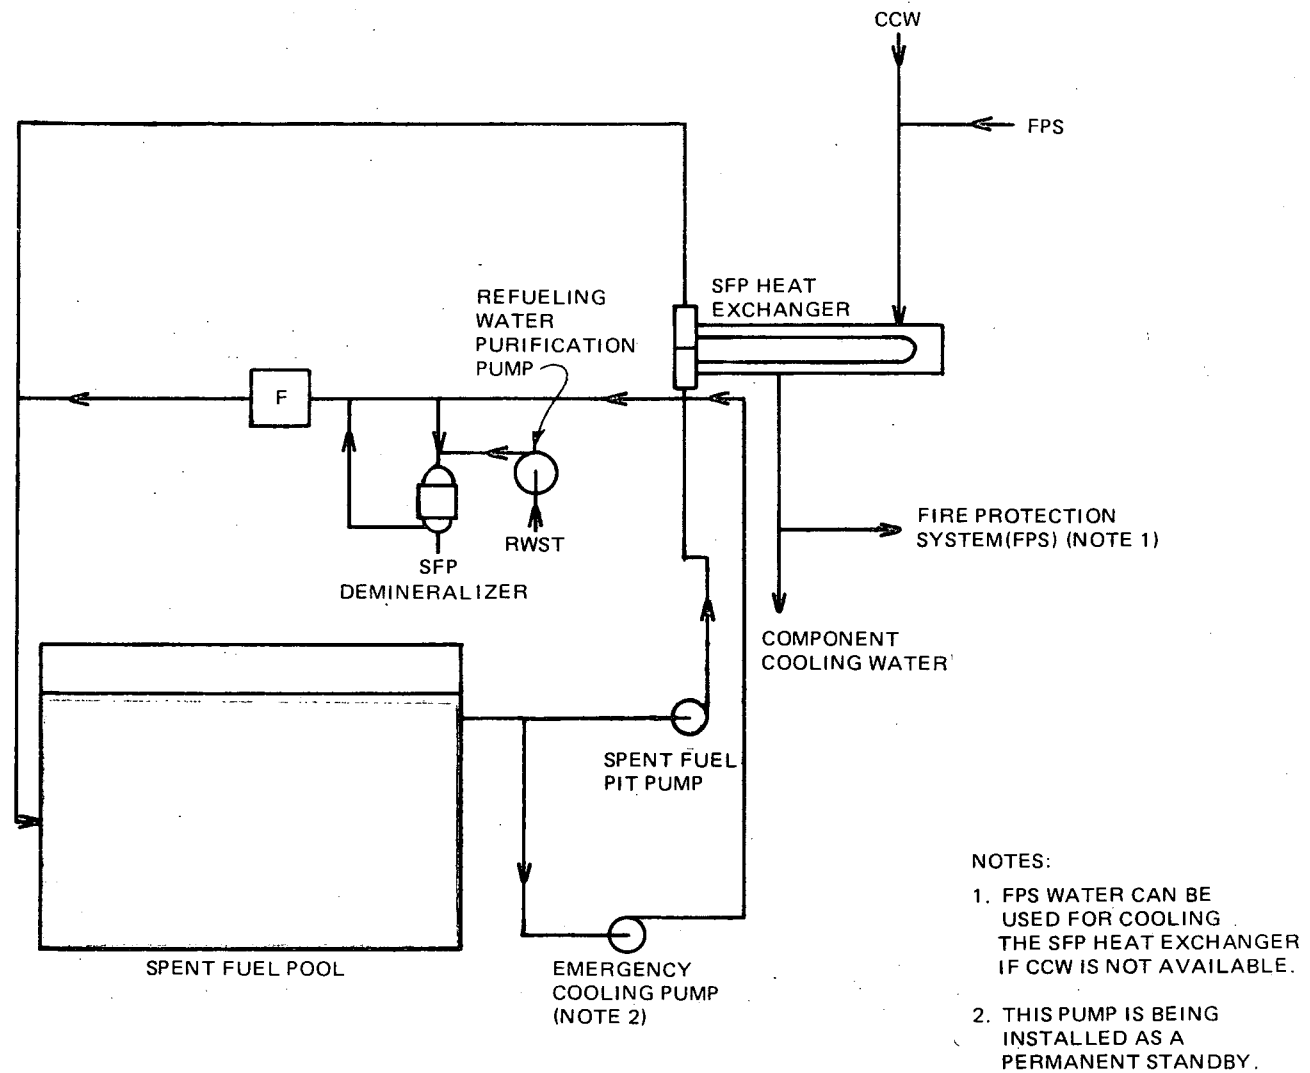 CCW
FPS
SFP HEAT
EXCHANGER
REFUELING
WATER
PURIFICATION
PUMP
F
RWST
SFP
DEMINERALIZER
FIRE PROTECTION
SYSTEM(FPS) (NOTE 1)
COMPONENT
COOLING WATER
SPENT FUEL
PIT PUMP
SPENT FUEL POOL
EMERGENCY
COOLING PUMP
(NOTE 2)
NOTES:
1. FPS WATER CAN BE
USED FOR COOLING
THE SFP HEAT EXCHANGER
IF CCW IS NOT AVAILABLE.
2. THIS PUMP IS BEING
INSTALLED AS A
PERMANENT STANDBY.